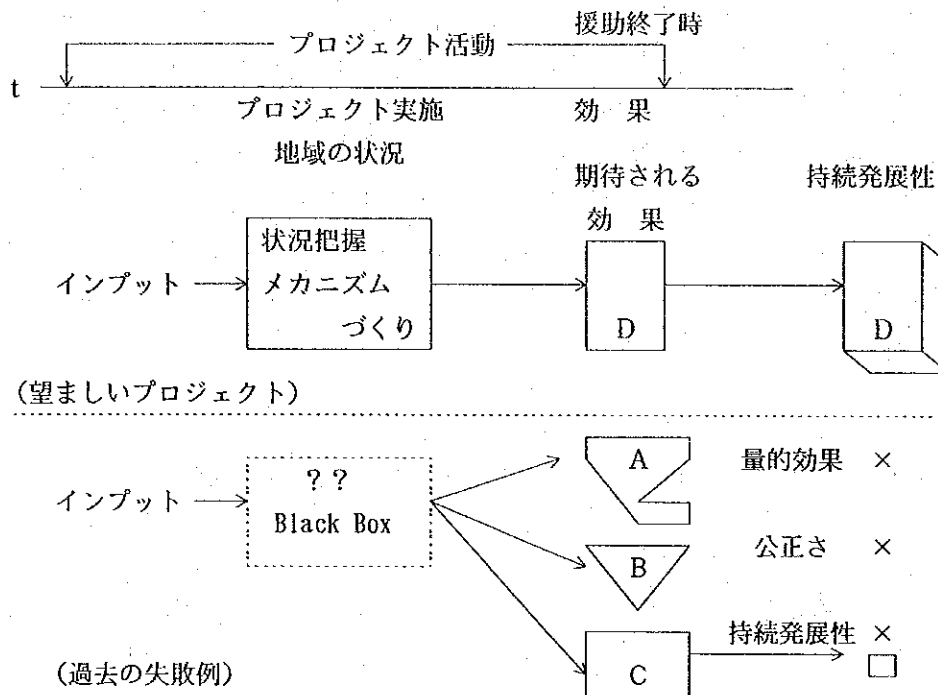 援助終了時
プロジェクト活動
t
プロジェクト実施 効 果
地域の状況
期待される 持続発展性
効 果
状況把握
インプット メカニズム
づくり
D D
(望ましいプロジェクト)
A 量的効果 ×
? ?
インプット
Black Box
公正さ ×
B
持続発展性 ×
(過去の失敗例) C